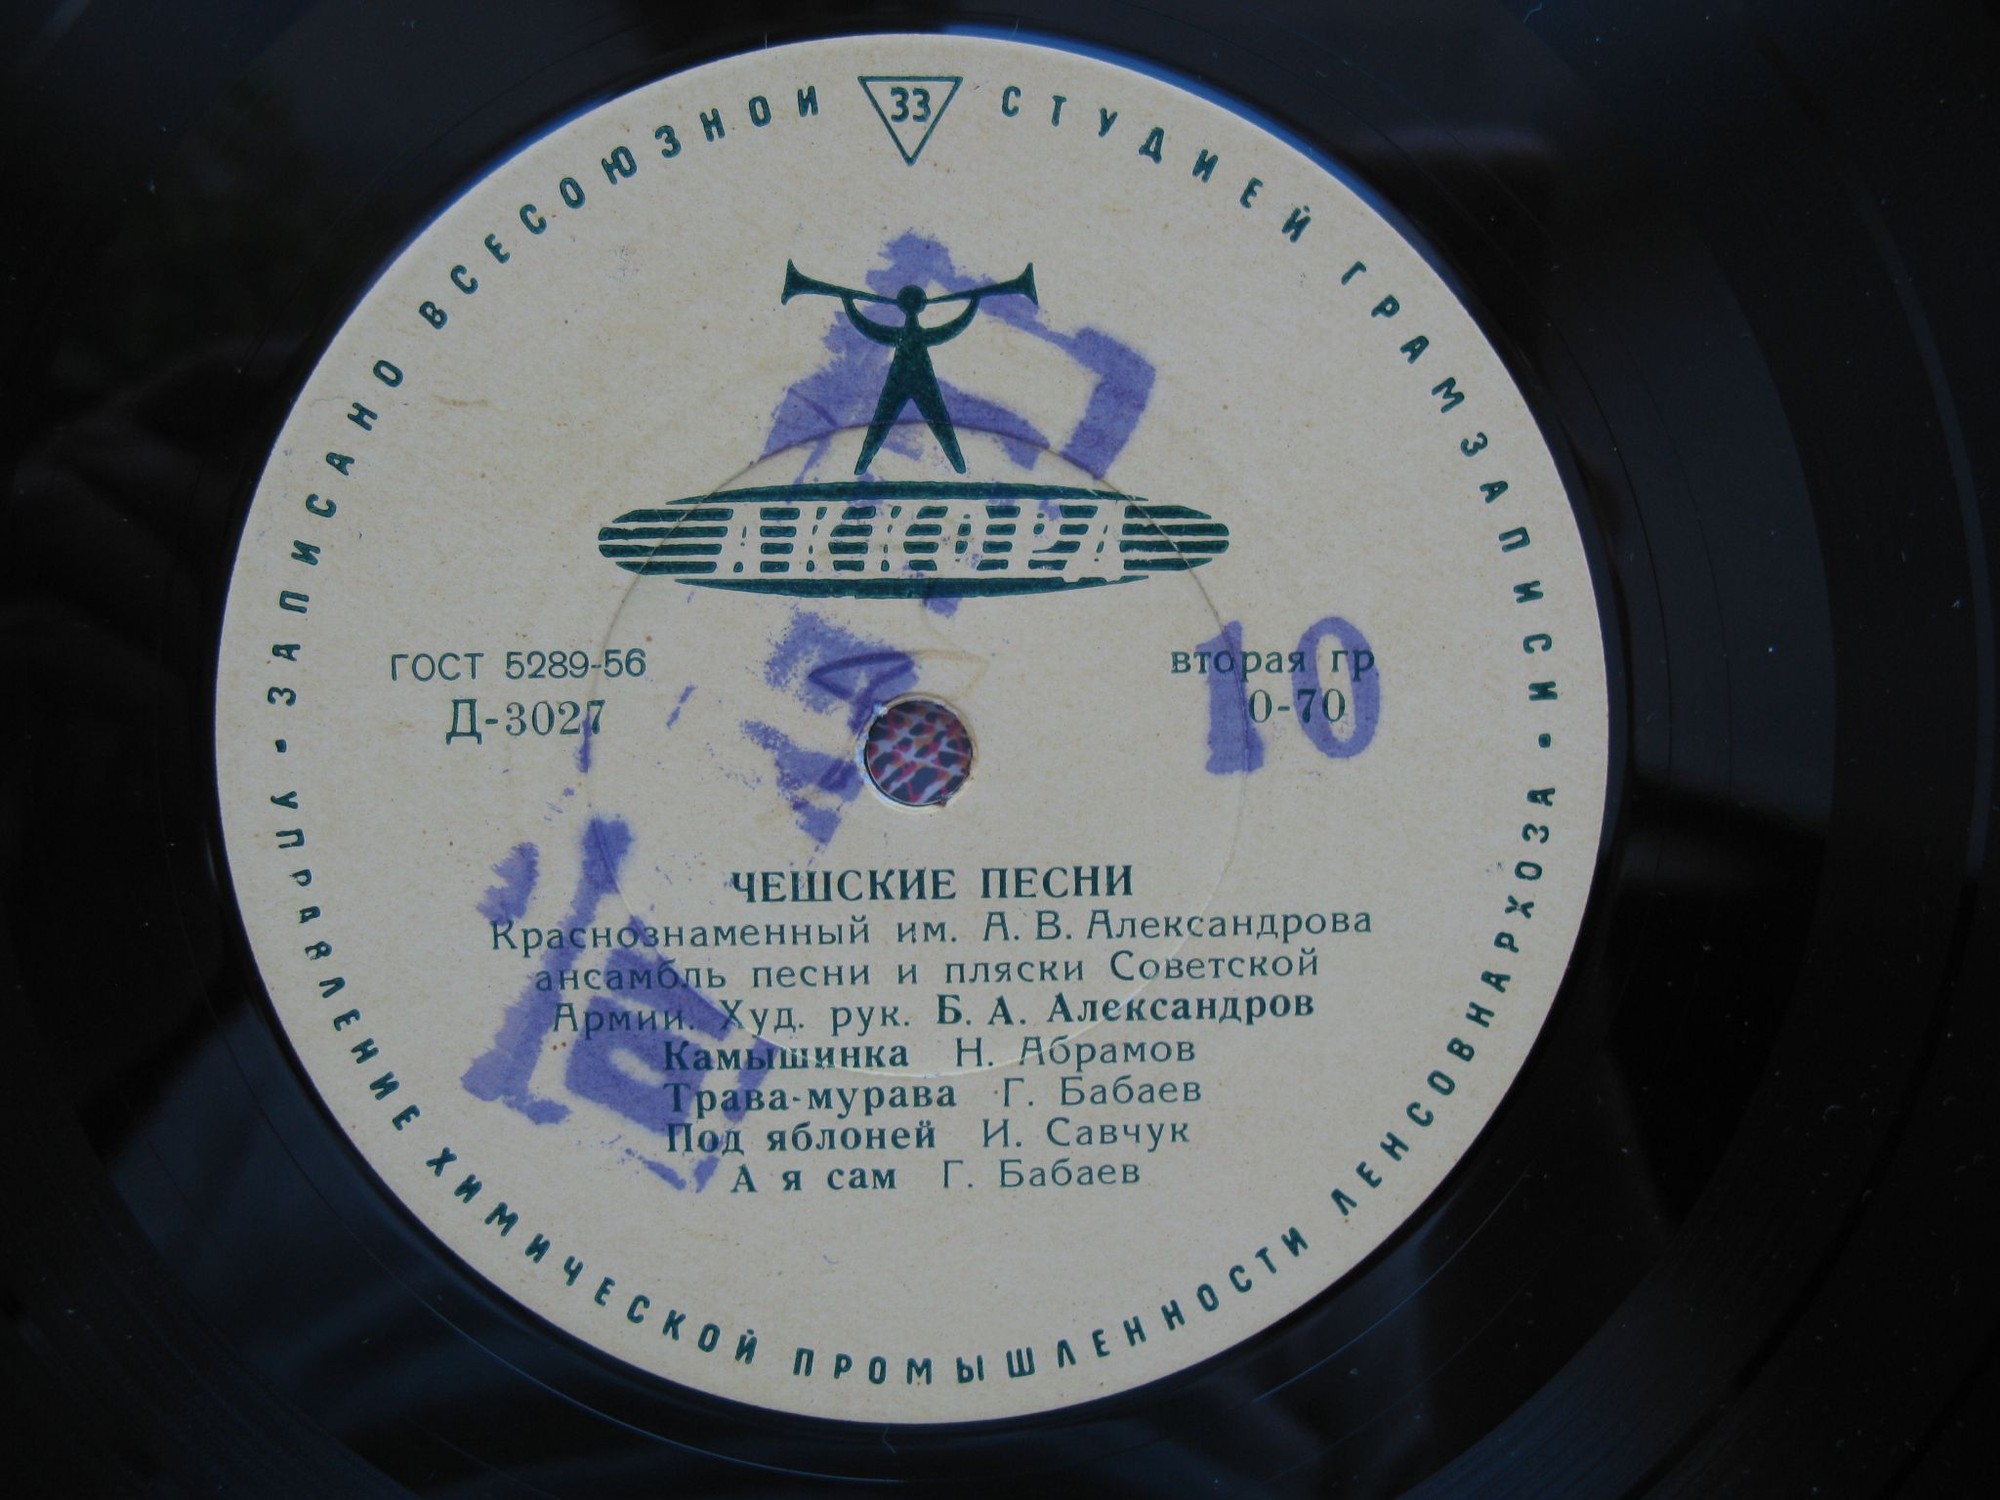 ЗАПИСАНО ВСЕСОЮЗНОЙ СТУДИЕЙ ГРАМЗАПИСИ
33
АККОРД
ГОСТ 5289-56
вторая гр
Д-3027
0-70
10
ЧЕШСКИЕ ПЕСНИ
Краснознаменный им. А. В. Александрова
ансамбль песни и пляски Советской
Армии. Худ. рук. Б. А. Александров
Камышинка Н. Абрамов
Трава-мурава Г. Бабаев
Под яблоней И. Савчук
А я сам Г. Бабаев
УПРАВЛЕНИЕ ХИМИЧЕСКОЙ ПРОМЫШЛЕННОСТИ ЛЕНСОВНАРХОЗА